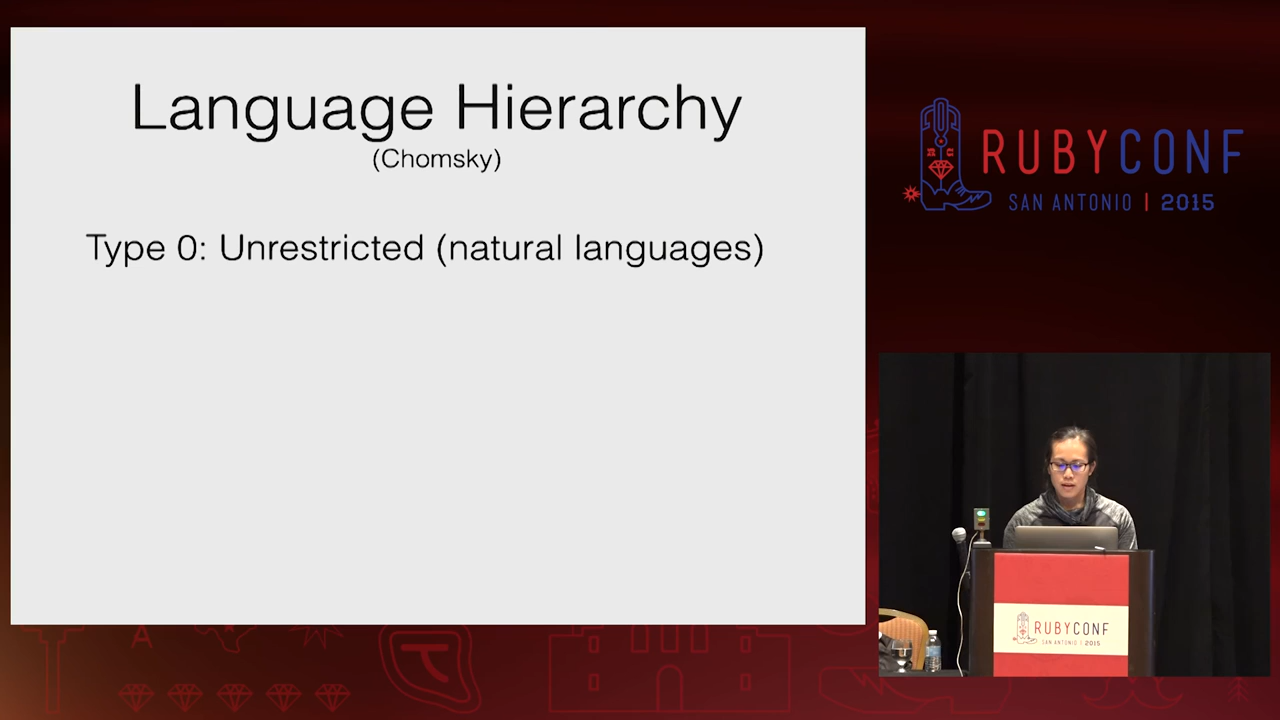 Language Hierarchy
(Chomsky)
Type 0: Unrestricted (natural languages)
RUBYCONF
SAN ANTONIO | 2015
RUBYCONF
SAN ANTONIO | 2015
A